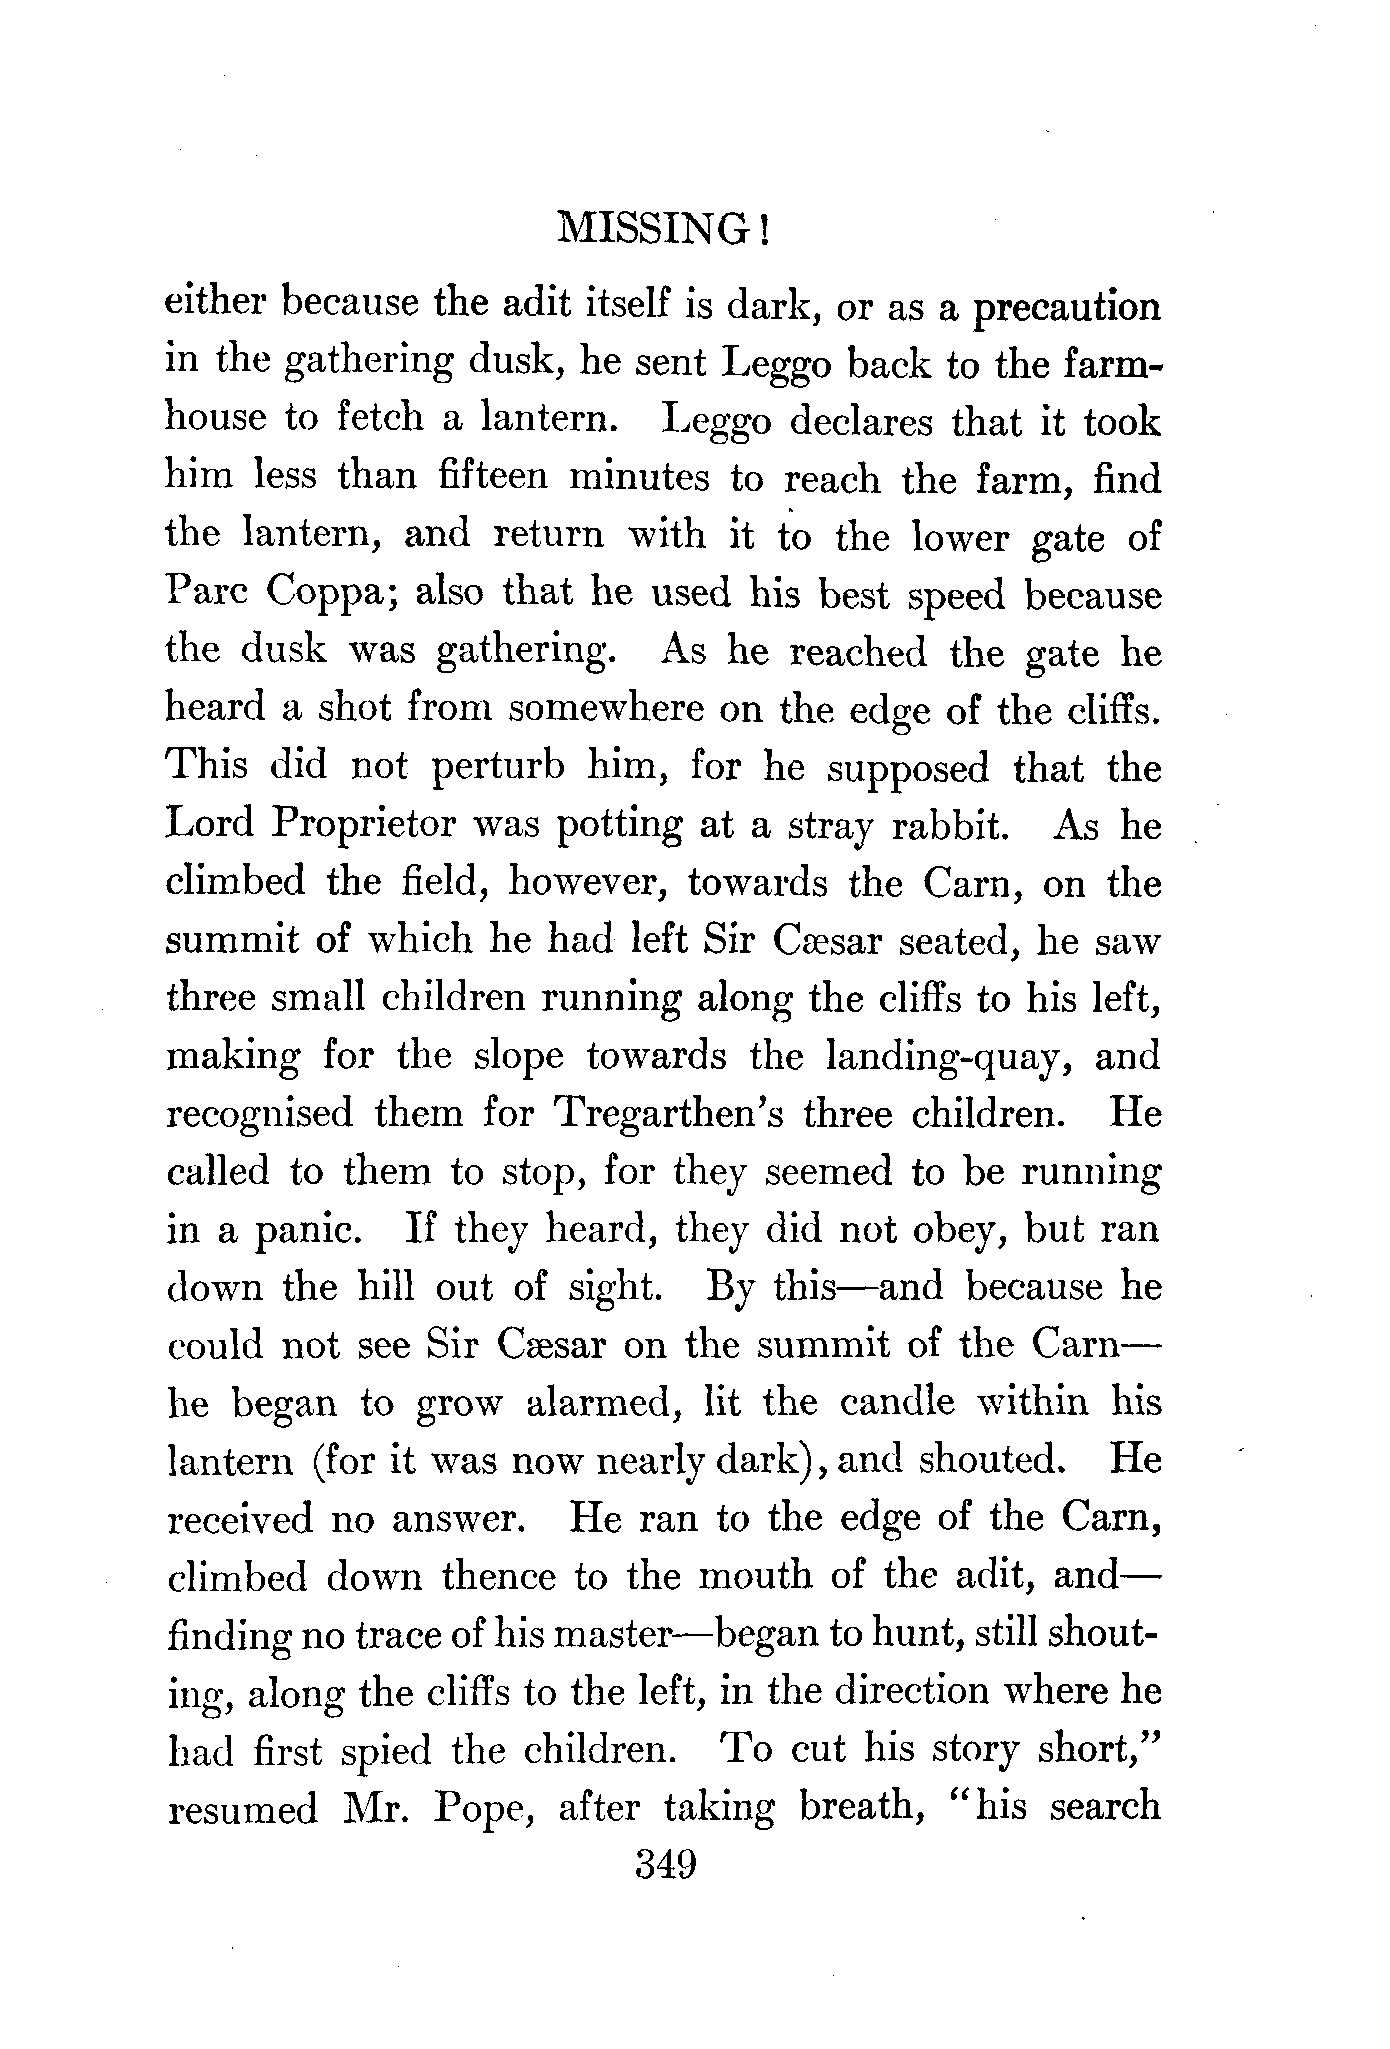 MISSING!
either because the adit itself is dark, or as a precaution
in the gathering dusk, he sent Leggo back to the farm-
house to fetch a lantern. Leggo declares that it took
him less than fifteen minutes to reach the farm, find
the lantern, and return with it to the lower gate of
Parc Coppa; also that he used his best speed because
the dusk was gathering. As he reached the gate he
heard a shot from somewhere on the edge of the cliffs.
This did not perturb him, for he supposed that the
Lord Proprietor was potting at a stray rabbit. As he
climbed the field, however, towards the Carn, on the
summit of which he had left Sir Cæsar seated, he saw
three small children running along the cliffs to his left,
making for the slope towards the landing-quay, and
recognised them for Tregarthen's three children. He
called to them to stop, for they seemed to be running
in a panic. If they heard, they did not obey, but ran
down the hill out of sight. By this—and because he
could not see Sir Cæsar on the summit of the Carn—
he began to grow alarmed, lit the candle within his
lantern (for it was now nearly dark), and shouted. He
received no answer. He ran to the edge of the Carn,
climbed down thence to the mouth of the adit, and—
finding no trace of his master—began to hunt, still shout-
ing, along the cliffs to the left, in the direction where he
had first spied the children. To cut his story short,"
resumed Mr. Pope, after taking breath, "his search
349